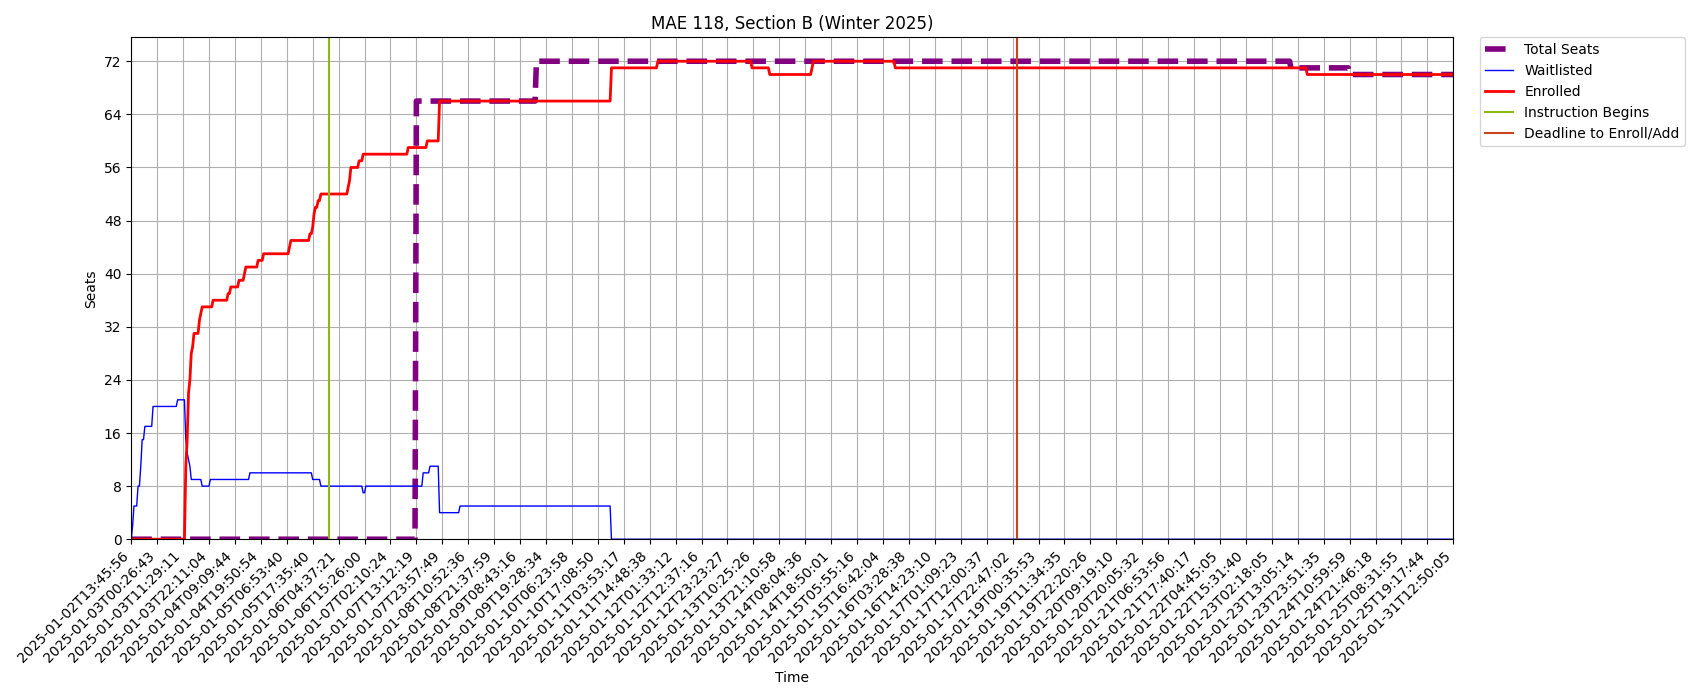 MAE 118, Section B (Winter 2025)
Total Seats
Waitlisted
Enrolled
Instruction Begins
Deadline to Enroll/Add
Seats
72
64
56
48
40
32
24
16
8
0
2025-01-02T13:45:56
2025-01-03T00:26:43
2025-01-03T11:29:11
2025-01-03T22:11:04
2025-01-04T09:09:44
2025-01-04T19:50:54
2025-01-05T06:53:40
2025-01-05T17:35:40
2025-01-06T04:37:21
2025-01-06T15:26:00
2025-01-07T02:10:24
2025-01-07T13:12:19
2025-01-07T23:57:49
2025-01-08T10:52:36
2025-01-08T21:37:59
2025-01-09T08:43:16
2025-01-09T19:28:34
2025-01-10T06:23:58
2025-01-10T17:08:50
2025-01-11T03:53:17
2025-01-11T14:48:38
2025-01-12T01:33:12
2025-01-12T12:37:16
2025-01-12T23:23:27
2025-01-13T10:25:26
2025-01-13T21:10:58
2025-01-14T08:04:36
2025-01-14T18:50:01
2025-01-15T05:55:16
2025-01-15T16:42:04
2025-01-16T03:28:38
2025-01-16T14:23:10
2025-01-17T01:09:23
2025-01-17T12:00:37
2025-01-17T22:47:02
2025-01-19T00:35:53
2025-01-19T11:34:35
2025-01-19T22:20:26
2025-01-20T09:19:10
2025-01-20T20:05:32
2025-01-21T06:53:56
2025-01-21T17:40:17
2025-01-22T04:45:05
2025-01-22T15:31:40
2025-01-23T02:18:05
2025-01-23T13:05:14
2025-01-23T23:51:35
2025-01-24T10:59:59
2025-01-24T21:46:18
2025-01-25T08:31:55
2025-01-25T19:17:44
2025-01-31T12:50:05
Time